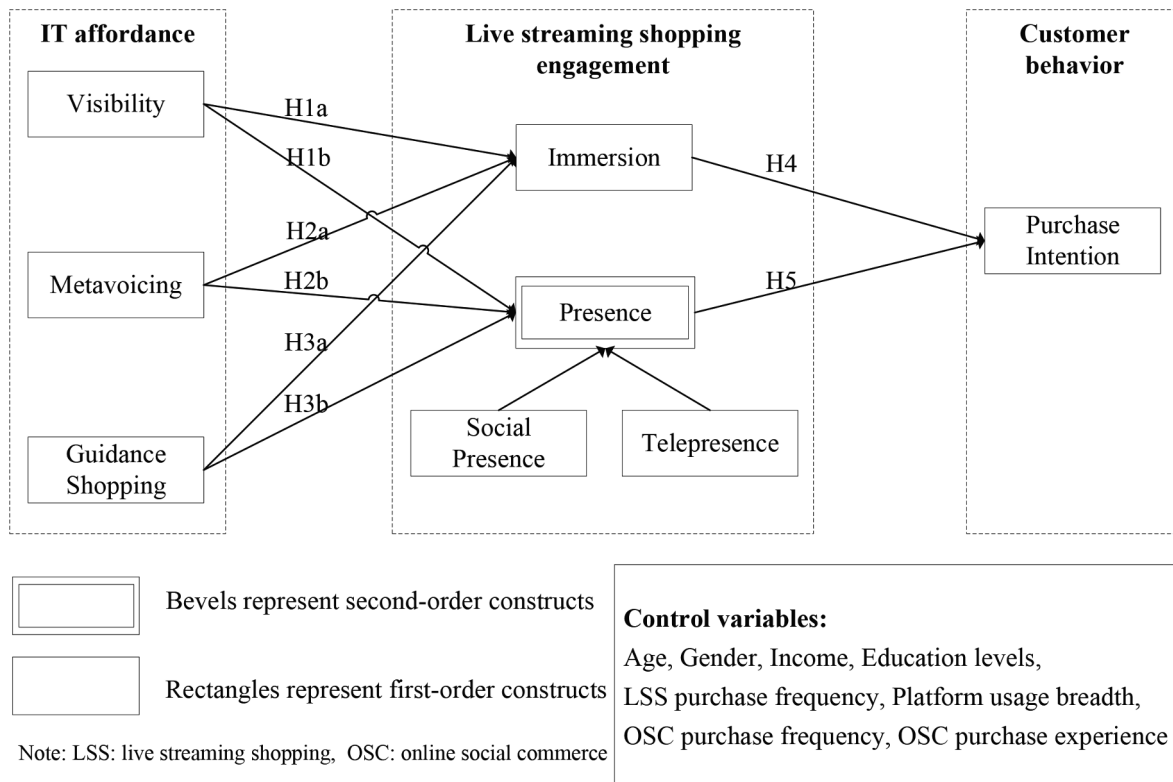 IT affordance
Visibility
Metavoicing
Guidance
Shopping
H1a
H1b
H2a
H2b
H3a
H3b
Live streaming shopping
engagement
Immersion
Presence
Social
Presence
Telepresence
H4
H5
Customer
behavior
Purchase
Intention
Bevels represent second-order constructs
Rectangles represent first-order constructs
Note: LSS: live streaming shopping, OSC: online social commerce
Control variables:
Age, Gender, Income, Education levels,
LSS purchase frequency, Platform usage breadth,
OSC purchase frequency, OSC purchase experience